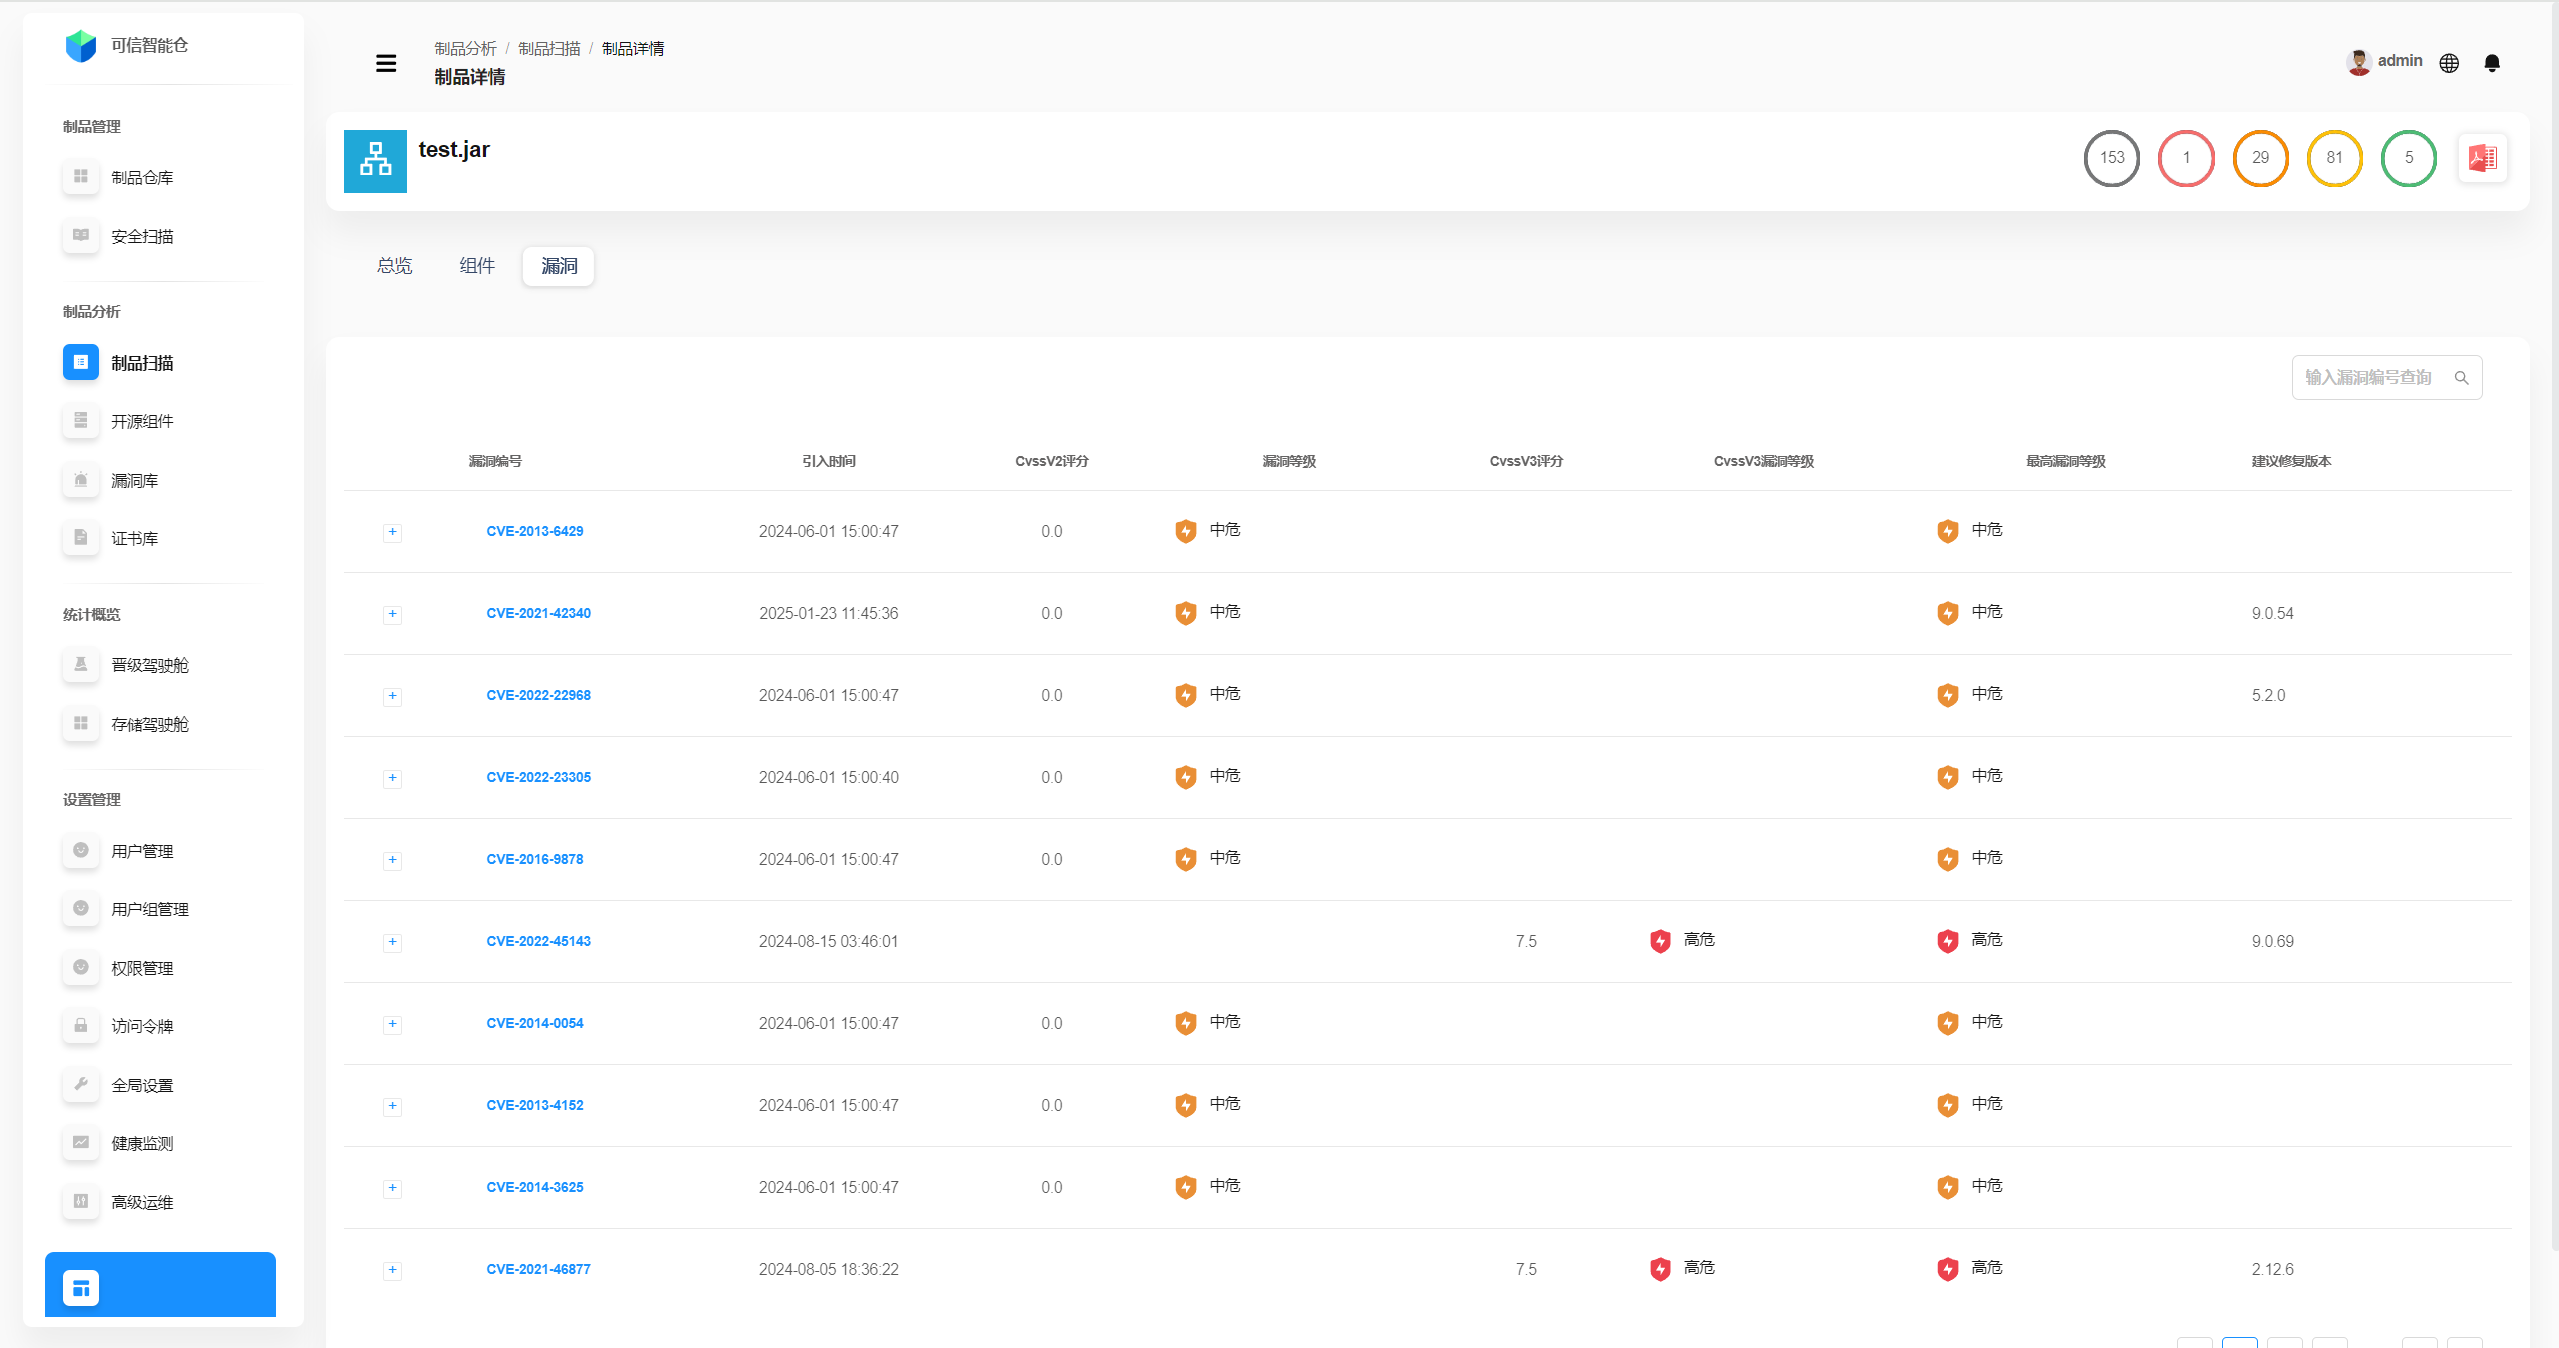 可信智能仓
制品管理
制品仓库
安全扫描
制品分析
制品扫描
开源组件
漏洞库
证书库
统计概览
晋级驾驶舱
存储驾驶舱
设置管理
用户管理
用户组管理
权限管理
访问令牌
全局设置
健康监测
高级运维
制品分析 / 制品扫描 / 制品详情
制品详情
admin
test.jar
153 1 29 81 5
总览 组件 漏洞
输入漏洞编号查询
漏洞编号 引入时间 CvssV2评分 漏洞等级 CvssV3评分 CvssV3漏洞等级 最高漏洞等级 建议修复版本
+ CVE-2013-6429 2024-06-01 15:00:47 0.0 中危 中危
+ CVE-2021-42340 2025-01-23 11:45:36 0.0 中危 中危 9.0.54
+ CVE-2022-22968 2024-06-01 15:00:47 0.0 中危 中危 5.2.0
+ CVE-2022-23305 2024-06-01 15:00:40 0.0 中危 中危
+ CVE-2016-9878 2024-06-01 15:00:47 0.0 中危 中危
+ CVE-2022-45143 2024-08-15 03:46:01 7.5 高危 高危 9.0.69
+ CVE-2014-0054 2024-06-01 15:00:47 0.0 中危 中危
+ CVE-2013-4152 2024-06-01 15:00:47 0.0 中危 中危
+ CVE-2014-3625 2024-06-01 15:00:47 0.0 中危 中危
+ CVE-2021-46877 2024-08-05 18:36:22 7.5 高危 高危 2.12.6